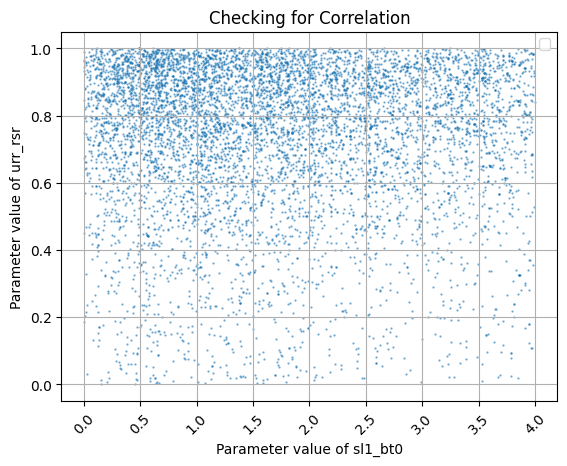 Checking for Correlation
Parameter value of urr_rsr
1.0
0.8
0.6
0.4
0.2
0.0
0.0 0.5 1.0 1.5 2.0 2.5 3.0 3.5 4.0
Parameter value of sl1_bt0